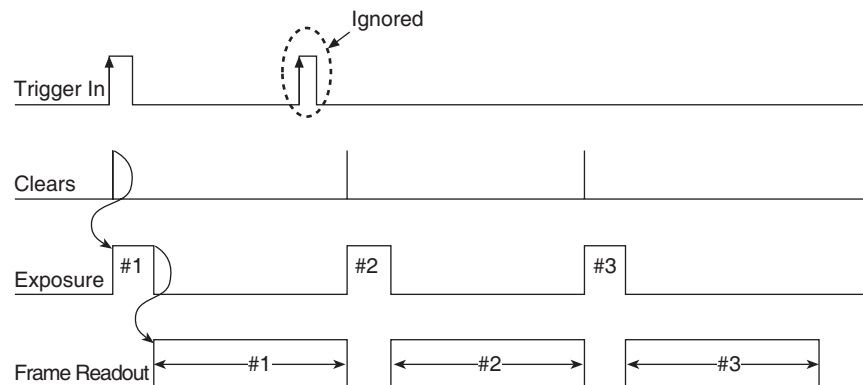 Ignored
Trigger In
Clears
#1 #2 #3
Exposure
#1 #2 #3
Frame Readout